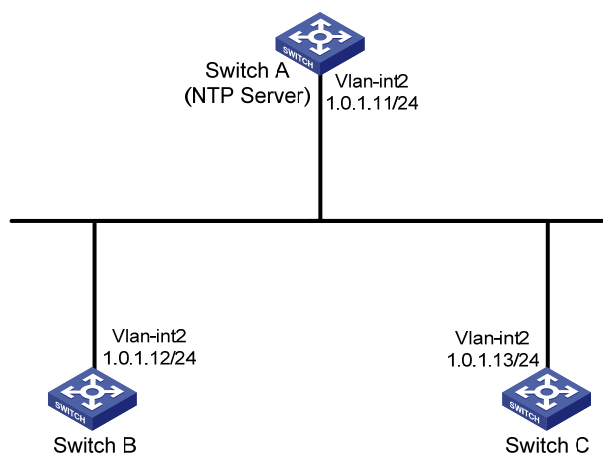 SWITCH
Switch A
(NTP Server)
Vlan-int2
1.0.1.11/24
Vlan-int2
1.0.1.12/24
SWITCH
Switch B
Vlan-int2
1.0.1.13/24
SWITCH
Switch C